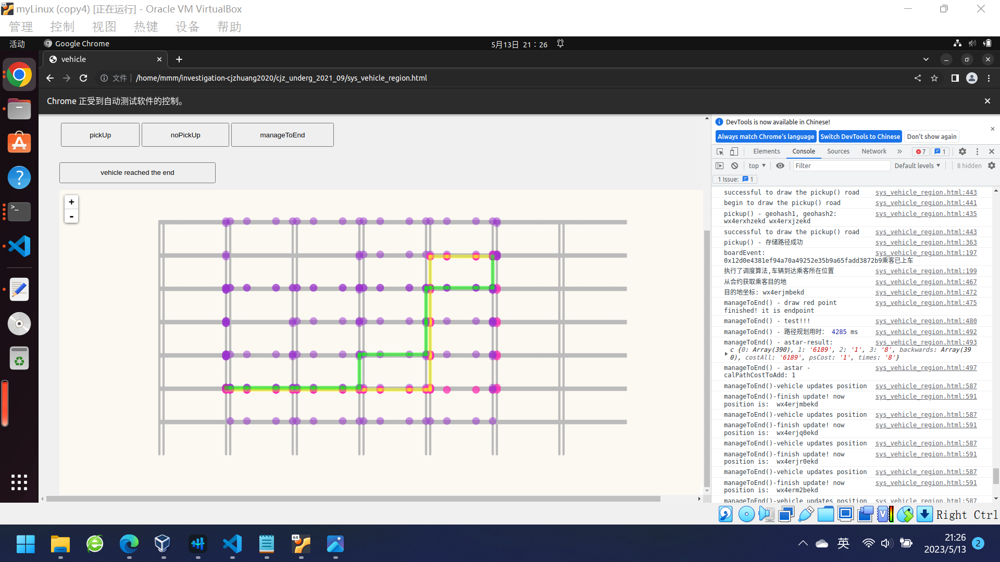 myLinux (copy4) [正在运行] - Oracle VM VirtualBox
管理 控制 视图 热键 设备 帮助
活动 Google Chrome 5月13日 21：26
vehicle
文件 /home/mmm/investigation-cjzhuang2020/cjz_underg_2021_09/sys_vehicle_region.html
Chrome 正受到自动测试软件的控制。
pickUp noPickUp manageToEnd
vehicle reached the end
+
-
DevTools is now available in Chinese!
Always match Chrome's language Switch DevTools to Chinese Don't show again
Elements Console Sources Network » 7 1
top Filter Default levels 8 hidden
1 Issue: 1
successful to draw the pickup() road sys_vehicle_region.html:443
begin to draw the pickup() road sys_vehicle_region.html:441
pickup() - geohash1, geohash2: sys_vehicle_region.html:435
wx4erxhzekd wx4erxjzekd
successful to draw the pickup() road sys_vehicle_region.html:443
pickup() - 存储路径成功 sys_vehicle_region.html:363
boardEvent: sys_vehicle_region.html:197
0x12d0e4381ef94a70a49252e35b9a65fadd3872b9乘客已上车
执行了调度算法,车辆到达乘客所在位置 sys_vehicle_region.html:199
从合约获取乘客目的地 sys_vehicle_region.html:467
目的地坐标: wx4erjmbekd sys_vehicle_region.html:472
manageToEnd() - draw red point sys_vehicle_region.html:475
finished! it is endpoint
manageToEnd() - test!!! sys_vehicle_region.html:480
manageToEnd() - 路径规划用时： 4285 ms sys_vehicle_region.html:492
manageToEnd() - astar-result: sys_vehicle_region.html:493
c {0: Array(390), 1: '6189', 2: '1', 3: '8', backwards: Array(39
0), costAll: '6189', psCost: '1', times: '8'}
manageToEnd() - astar - sys_vehicle_region.html:497
calPathCostToAdd: 1
manageToEnd()-vehicle updates position sys_vehicle_region.html:587
manageToEnd()-finish update! now sys_vehicle_region.html:591
position is: wx4erjmbekd
manageToEnd()-vehicle updates position sys_vehicle_region.html:587
manageToEnd()-finish update! now sys_vehicle_region.html:591
position is: wx4erjq0ekd
manageToEnd()-vehicle updates position sys_vehicle_region.html:587
manageToEnd()-finish update! now sys_vehicle_region.html:591
position is: wx4erjr0ekd
manageToEnd()-vehicle updates position sys_vehicle_region.html:587
manageToEnd()-finish update! now sys_vehicle_region.html:591
position is: wx4erm2bekd
manageToEnd()-vehicle updates position sys_vehicle_region.html:587
Right Ctrl
64
英 21:26
2023/5/13 2